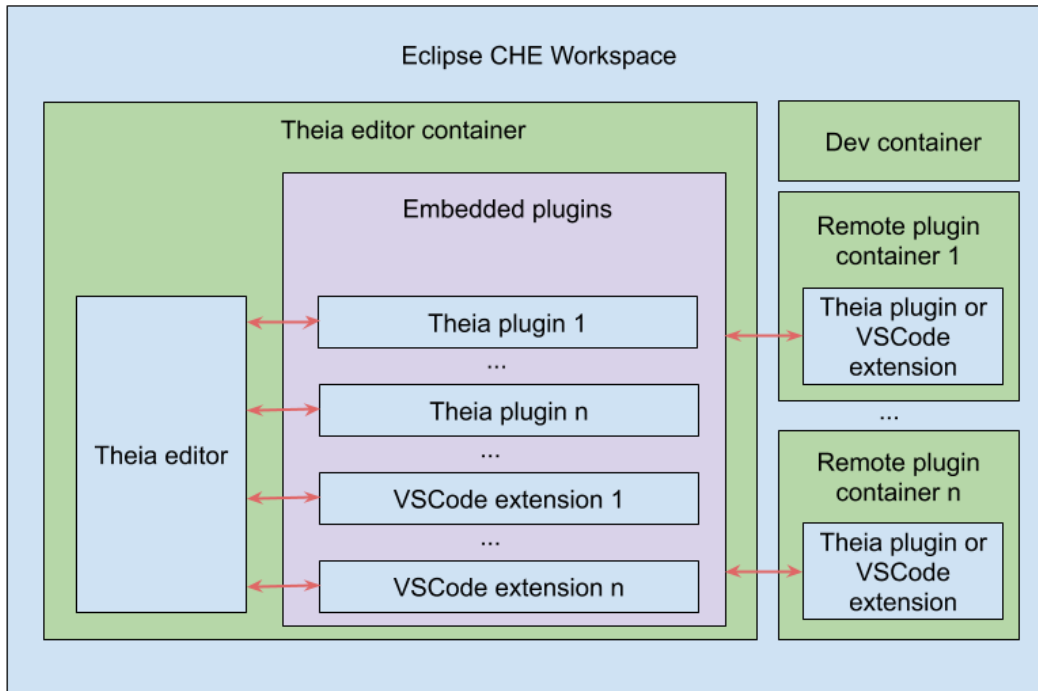 Eclipse CHE Workspace
Theia editor container
Embedded plugins
Theia editor
Theia plugin 1
...
Theia plugin n
...
VSCode extension 1
...
VSCode extension n
Dev container
Remote plugin
container 1
Theia plugin or
VSCode
extension
...
Remote plugin
container n
Theia plugin or
VSCode
extension